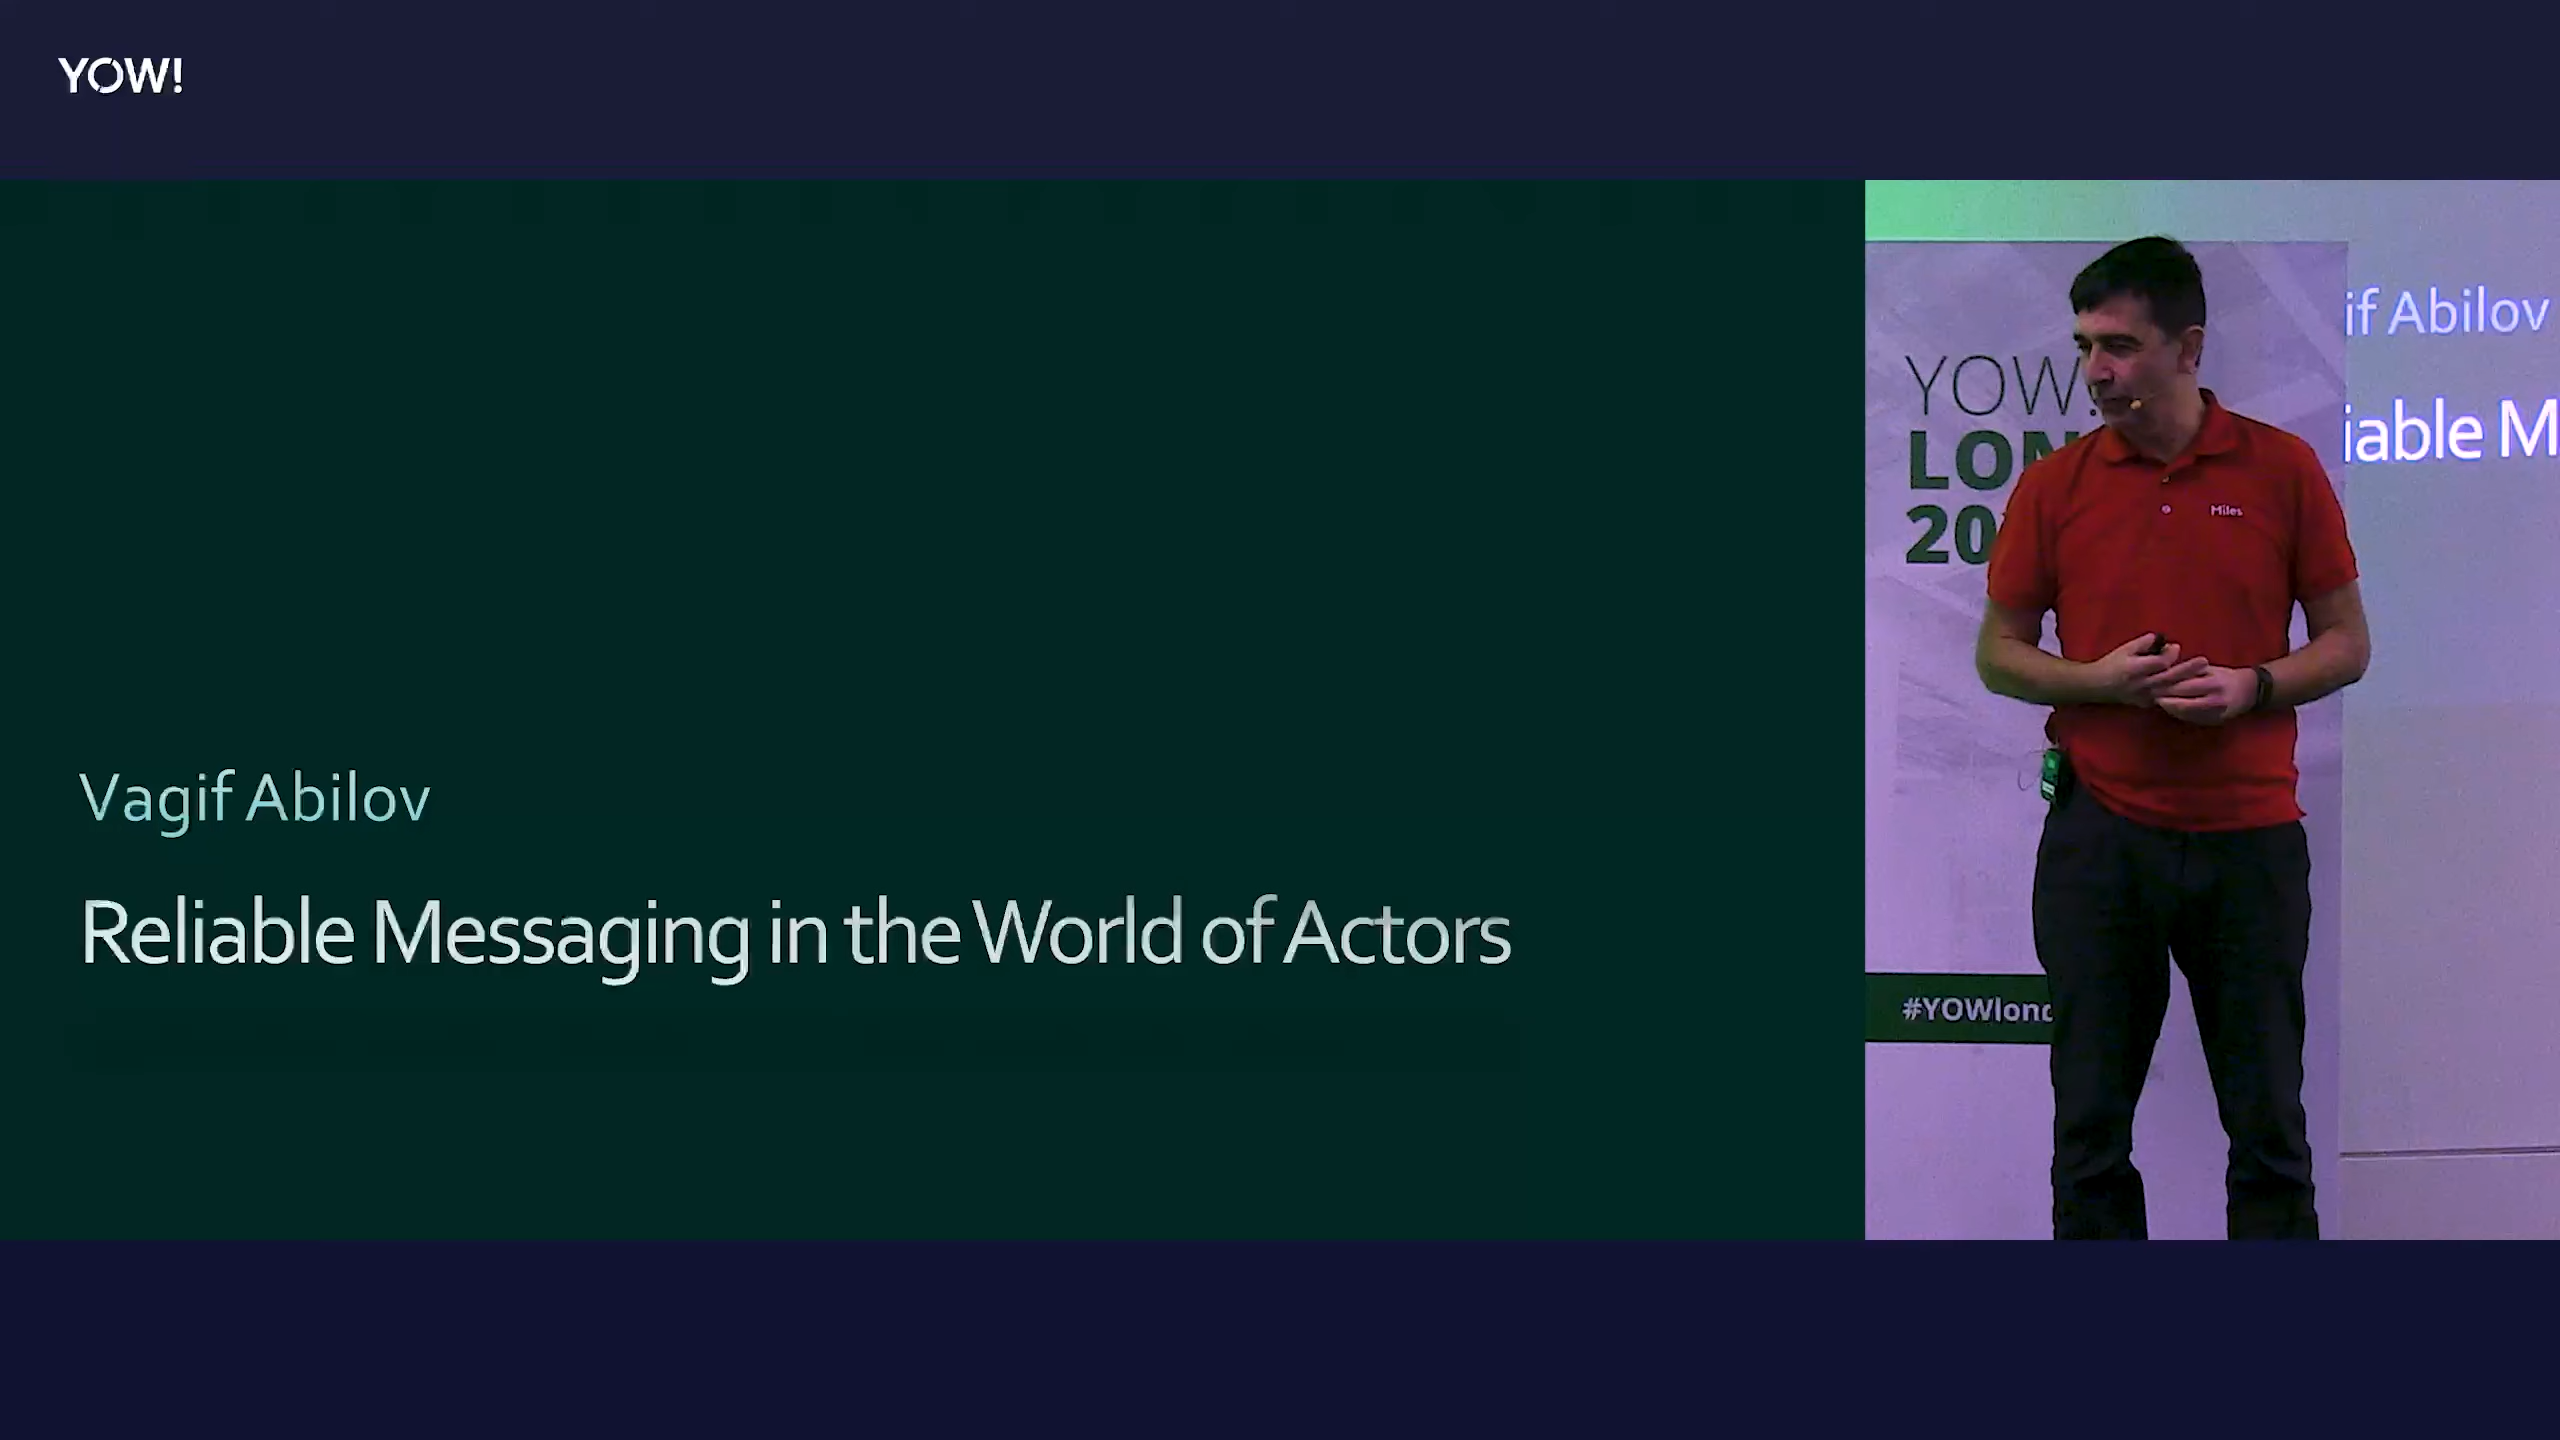 YOW!
Vagif Abilov
Reliable Messaging in the World of Actors
if Abilov
iable M
YOW!
LON
20
Miles
#YOWlond